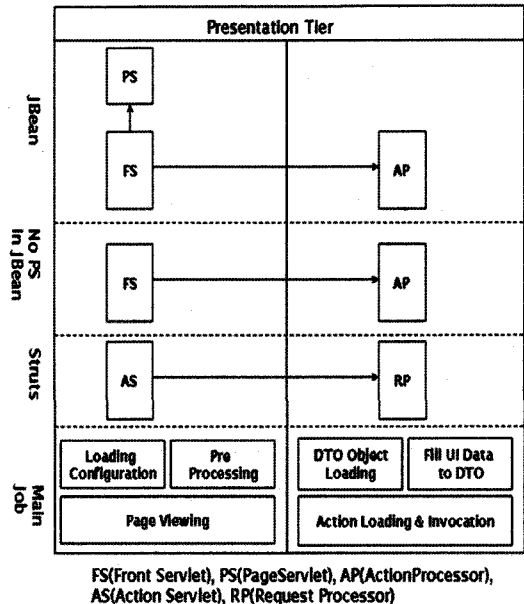 Presentation Tier
JBean
PS
FS
AP
No PS
In JBean
FS
AP
Struts
AS
RP
Main
Job
Loading
Configuration
Pre
Processing
DTO Object
Loading
Fill UI Data
to DTO
Page Viewing
Action Loading & Invocation
FS(Front Servlet), PS(PageServlet), AP(ActionProcessor),
AS(Action Servlet), RP(Request Processor)